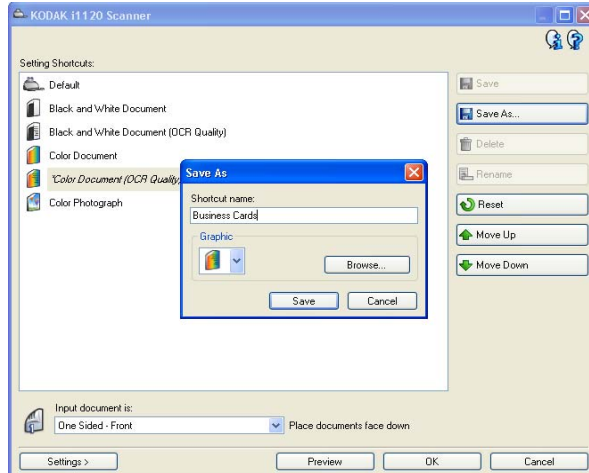 KODAK i1120 Scanner
Setting Shortcuts:
Default
Black and White Document
Black and White Document (OCR Quality)
Color Document
*Color Document (OCR Quality)
Color Photograph
Save
Save As...
Delete
Rename
Reset
Move Up
Move Down
Save As
Shortcut name:
Business Cards
Graphic
Browse...
Save
Cancel
Input document is:
One Sided - Front
Place documents face down
Settings >
Preview
OK
Cancel